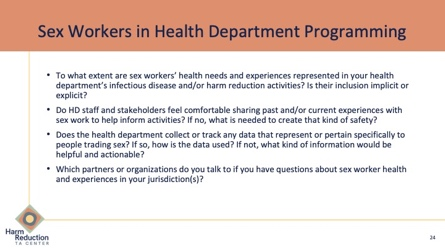 Sex Workers in Health Department Programming
• To what extent are sex workers' health needs and experiences represented in your health
department's infectious disease and/or harm reduction activities? Is their inclusion implicit or
explicit?
• Do HD staff and stakeholders feel comfortable sharing past and/or current experiences with
sex work to help inform activities? If no, what is needed to create that kind of safety?
• Does the health department collect or track any data that represent or pertain specifically to
people trading sex? If so, how is the data used? If not, what kind of information would be
helpful and actionable?
• Which partners or organizations do you talk to if you have questions about sex worker health
and experiences in your jurisdiction(s)?
Harm
Reduction
TA CENTER
24